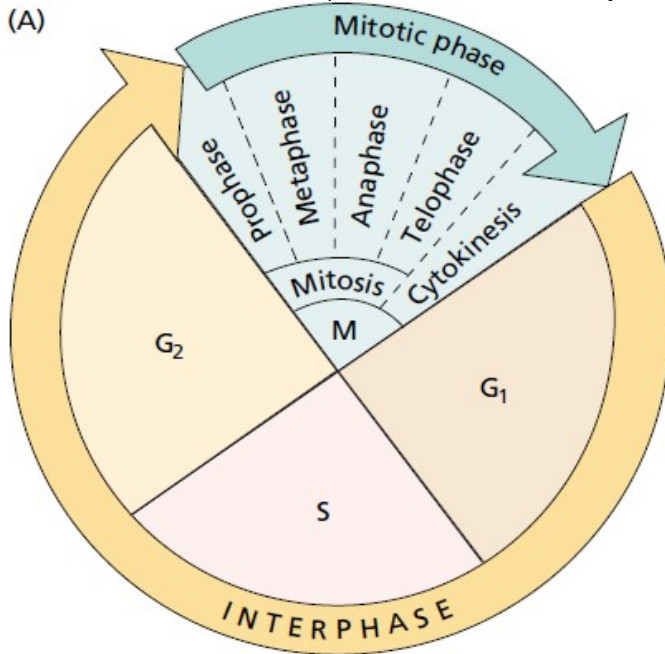 (A)
Mitotic phase
Prophase
Metaphase
Anaphase
Telophase
Cytokinesis
Mitosis
M
G₂
G₁
S
INTERPHASE